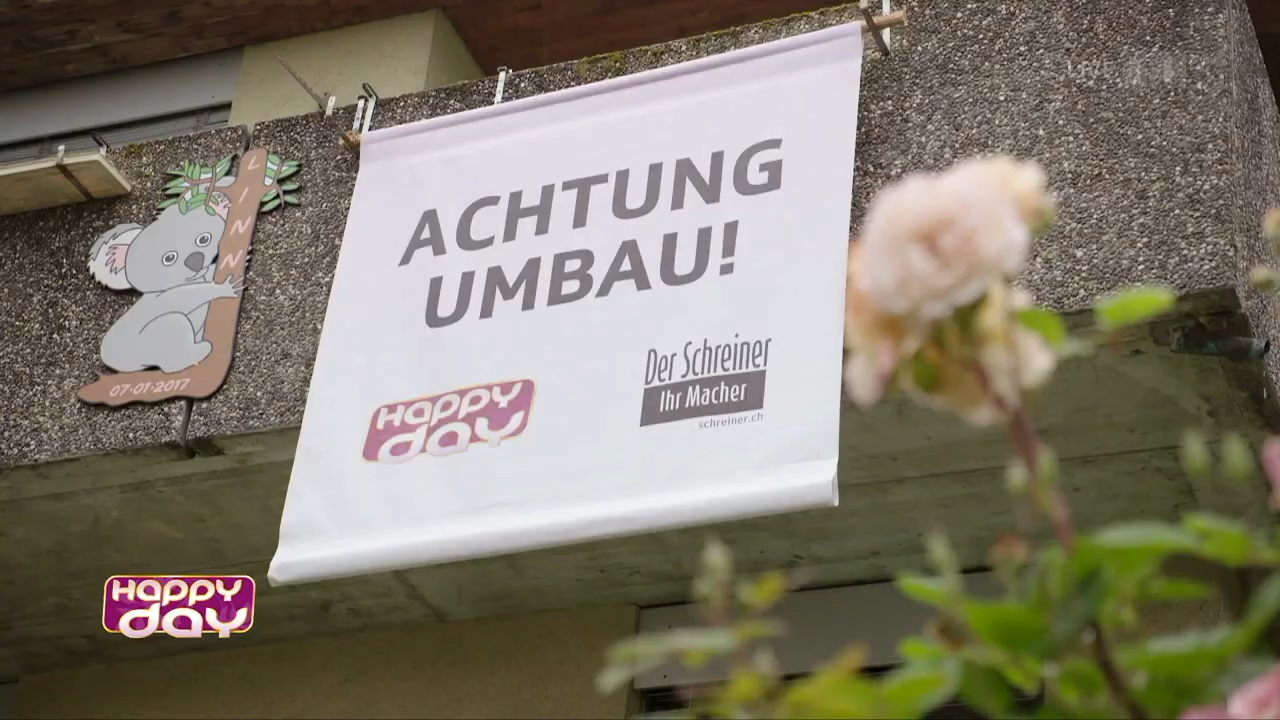 LINN
07-01-2017
ACHTUNG
UMBAU!
HAPPY
day
Der Schreiner
Ihr Macher
schreiner.ch
HAPPY
day